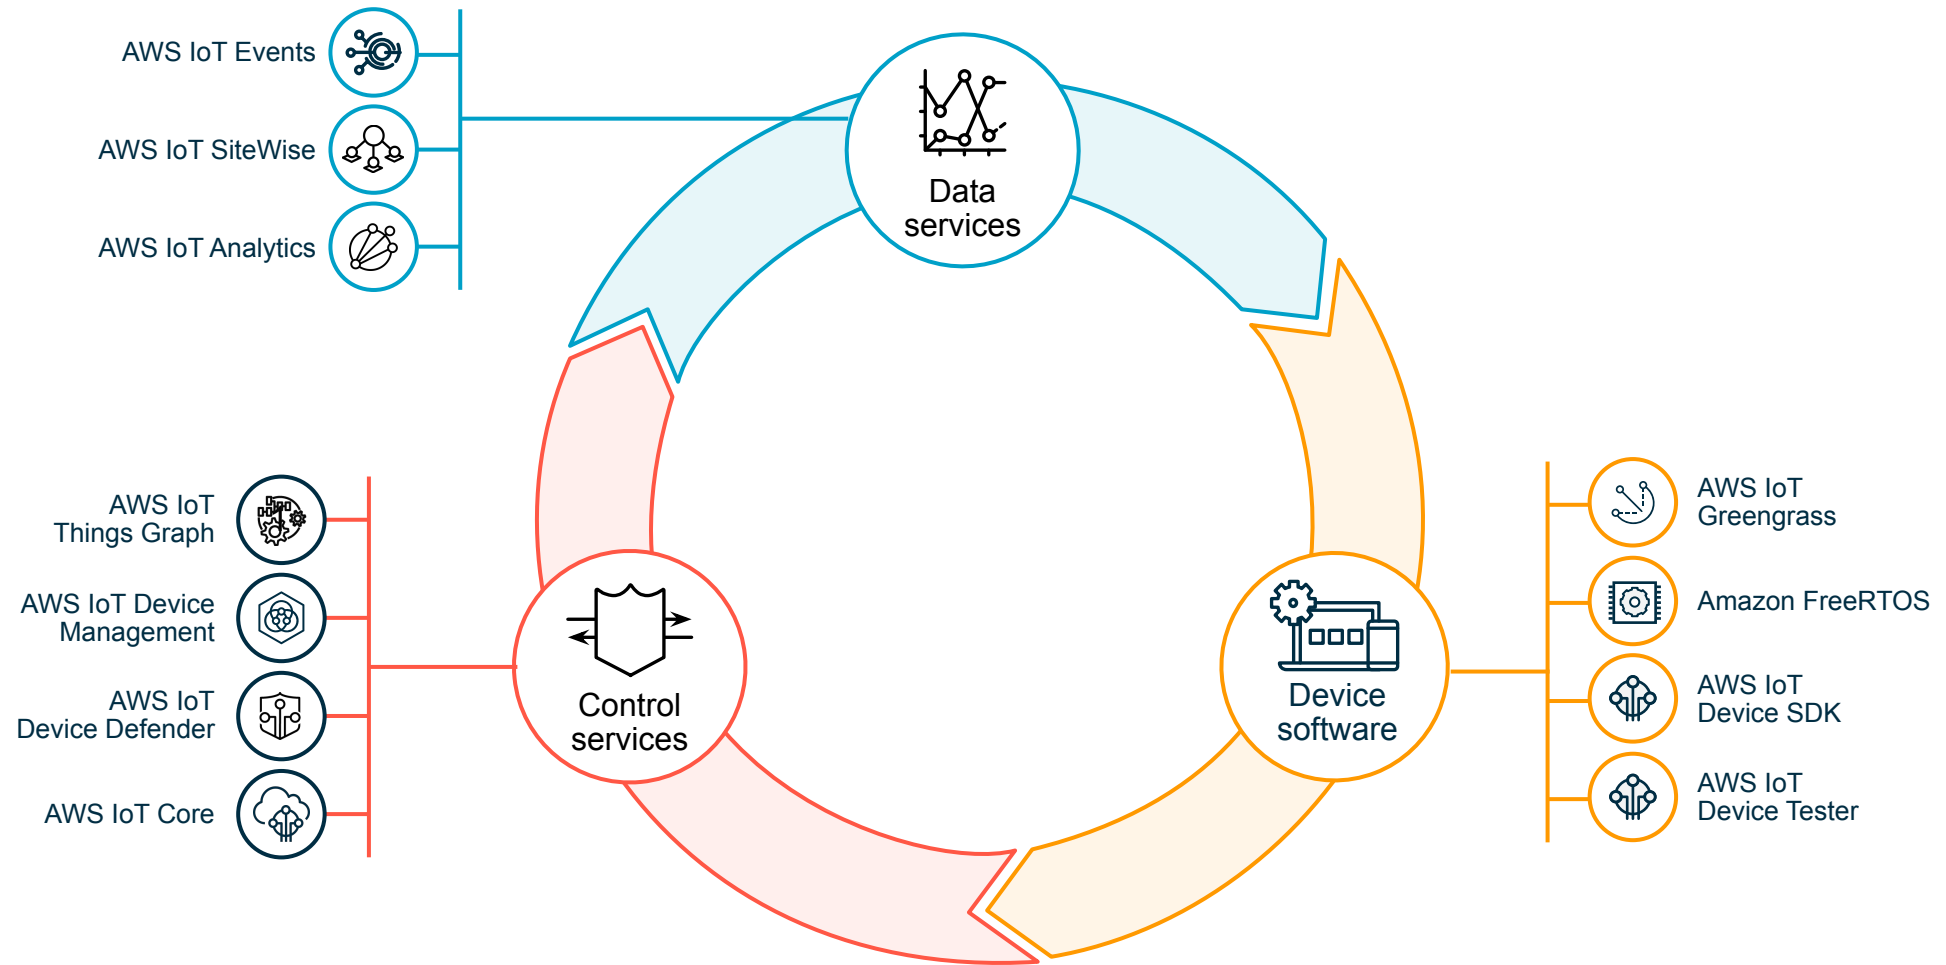 AWS IoT Events
AWS IoT SiteWise
AWS IoT Analytics
Data
services
AWS IoT
Things Graph
AWS IoT Device
Management
AWS IoT
Device Defender
AWS IoT Core
Control
services
Device
software
AWS IoT
Greengrass
Amazon FreeRTOS
AWS IoT
Device SDK
AWS IoT
Device Tester